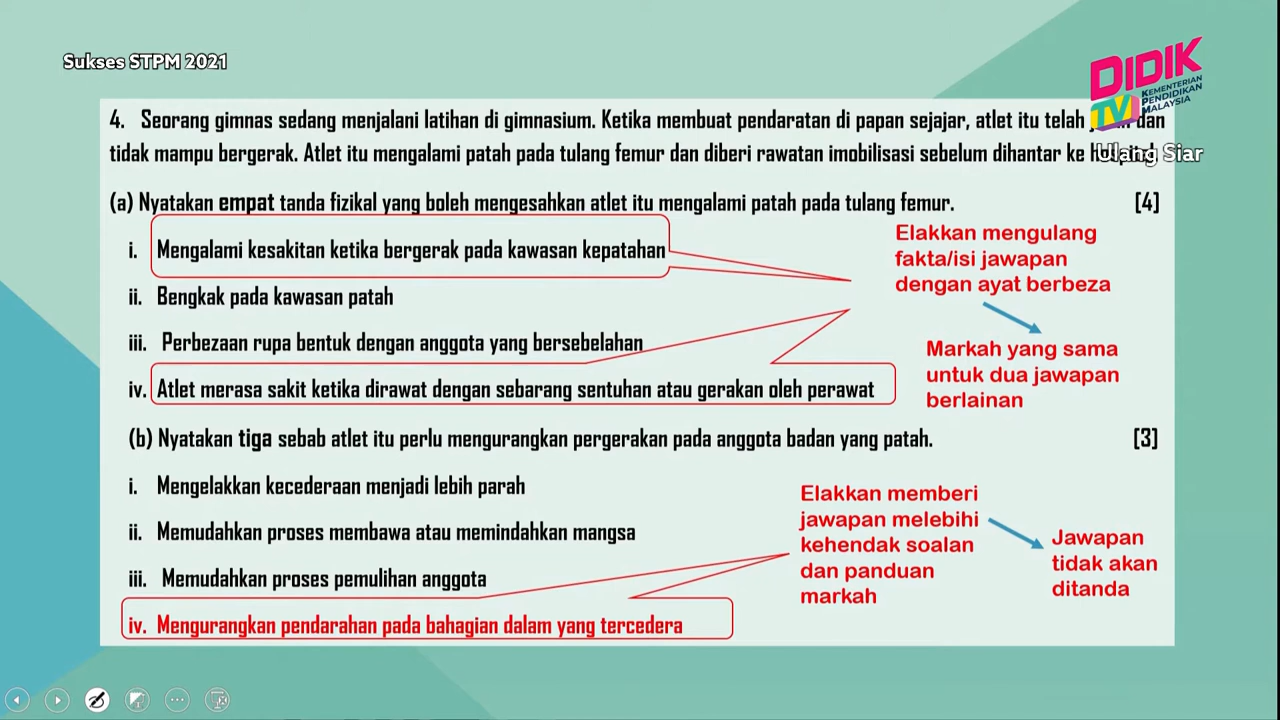 Sukses STPM 2021
DIDIK
TV
KEMENTERIAN
PENDIDIKAN
MALAYSIA
Ulang Siar
4. Seorang gimnas sedang menjalani latihan di gimnasium. Ketika membuat pendaratan di papan sejajar, atlet itu telah dan
tidak mampu bergerak. Atlet itu mengalami patah pada tulang femur dan diberi rawatan imobilisasi sebelum dihantar ke
(a) Nyatakan empat tanda fizikal yang boleh mengesahkan atlet itu mengalami patah pada tulang femur. [4]
i. Mengalami kesakitan ketika bergerak pada kawasan kepatahan
ii. Bengkak pada kawasan patah
iii. Perbezaan rupa bentuk dengan anggota yang bersebelahan
iv. Atlet merasa sakit ketika dirawat dengan sebarang sentuhan atau gerakan oleh perawat
Elakkan mengulang
fakta/isi jawapan
dengan ayat berbeza
Markah yang sama
untuk dua jawapan
berlainan
(b) Nyatakan tiga sebab atlet itu perlu mengurangkan pergerakan pada anggota badan yang patah. [3]
i. Mengelakkan kecederaan menjadi lebih parah
ii. Memudahkan proses membawa atau memindahkan mangsa
iii. Memudahkan proses pemulihan anggota
iv. Mengurangkan pendarahan pada bahagian dalam yang tercedera
Elakkan memberi
jawapan melebihi
kehendak soalan
dan panduan
markah
Jawapan
tidak akan
ditanda